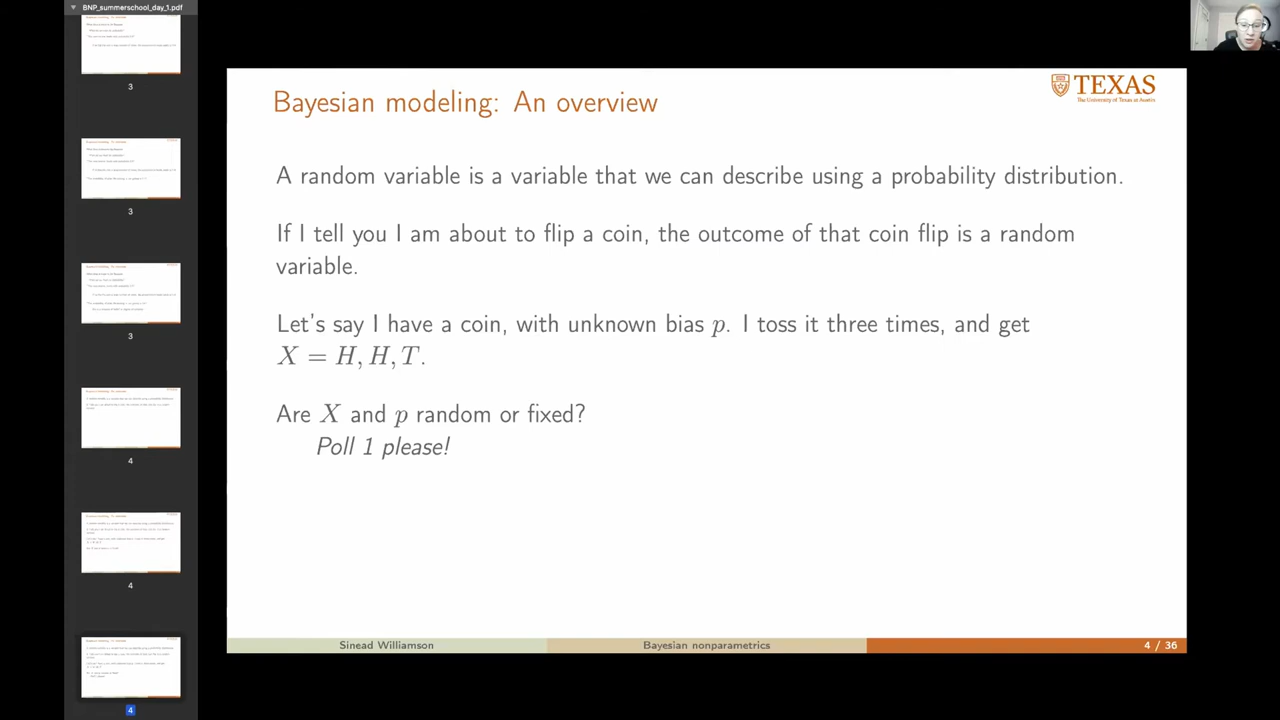 BNP_summerschool_day_1.pdf
3
3
3
4
4
4
Bayesian modeling: An overview
TEXAS
The University of Texas at Austin
A random variable is a variable that we can describe using a probability distribution.
If I tell you I am about to flip a coin, the outcome of that coin flip is a random
variable.
Let's say I have a coin, with unknown bias p. I toss it three times, and get
X = H, H, T.
Are X and p random or fixed?
Poll 1 please!
Sinead Williamson
Bayesian nonparametrics
4 / 36